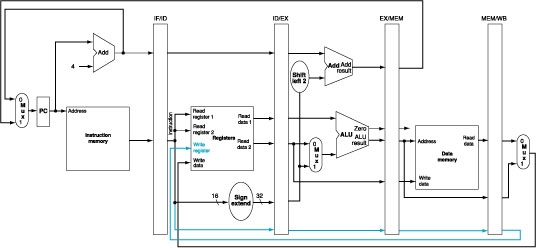 IF/ID
ID/EX
EX/MEM
MEM/WB
Add
4
0
M
u
x
1
PC
Address
Instruction
memory
Instruction
Read
register 1
Read
register 2
Registers
Write
register
Write
data
Read
data 1
Read
data 2
16
Sign
extend
32
Shift
left 2
Add
Add
result
0
M
u
x
1
Zero
ALU
ALU
result
Address
Data
memory
Write
data
Read
data
0
M
u
x
1